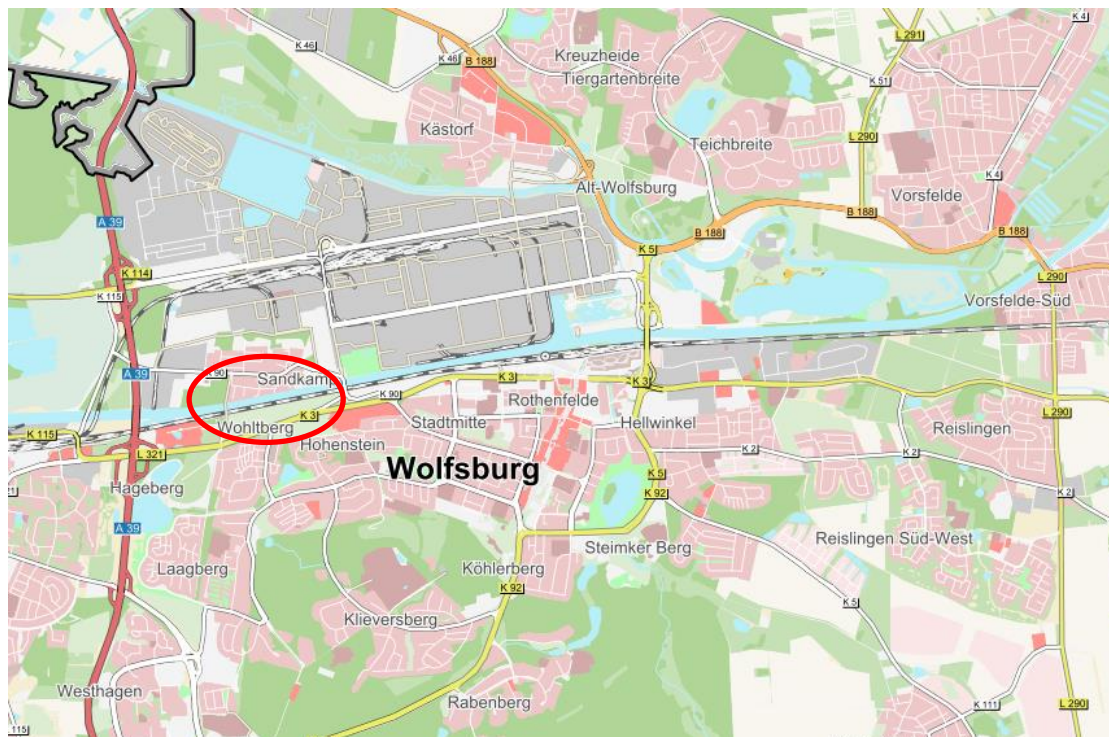 K 4
K 46
K 46
B 188
L 291
Kreuzheide
Tiergartenbreite
K 51
Kästorf
Teichbreite
L 290
K 4
Alt-Wolfsburg
Vorsfelde
A 39
B 188
B 188
B 188
K 5
K 114
L 290
K 115
Vorsfelde-Süd
A 39
90
Sandkamp
K 3
K 3
K 90
Rothenfelde
K 3
Wohltberg
Stadtmitte
Hellwinkel
L 290
K 115
Hohenstein
Reislingen
L 321
K 2
K 2
Wolfsburg
K 5
Hageberg
21
K 92
K 2
A 39
Steimker Berg
Reislingen Süd-West
Laagberg
Köhlerberg
K 92
K 5
Klieversberg
Westhagen
Rabenberg
L 290
K 111
115